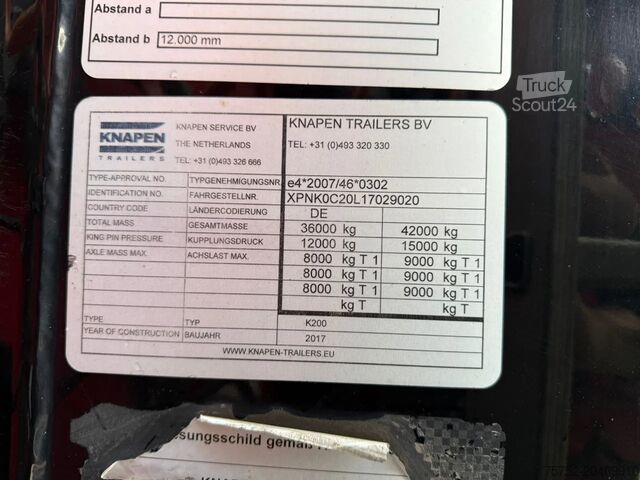 Abstand a
Abstand b 12.000 mm
Truck
Scout24
KNAPEN
TRAILERS
KNAPEN SERVICE BV
THE NETHERLANDS
TEL: +31 (0)493 326 666
KNAPEN TRAILERS BV
TEL: +31 (0)493 320 330
TYPE-APPROVAL NO. TYPGENEHMIGUNGSNR. e4*2007/46*0302
IDENTIFICATION NO. FAHRGESTELLNR. XPNK0C20L17029020
COUNTRY CODE LÄNDERCODIERUNG DE
TOTAL MASS GESAMTMASSE 36000 kg 42000 kg
KING PIN PRESSURE KUPPLUNGSDRUCK 12000 kg 15000 kg
AXLE MASS MAX. ACHSLAST MAX. 8000 kg T 1 9000 kg T 1
8000 kg T 1 9000 kg T 1
8000 kg T 1 9000 kg T 1
kg T kg T
TYPE TYP K200
YEAR OF CONSTRUCTION BAUJAHR 2017
WWW.KNAPEN-TRAILERS.EU
esungsschild gemäß